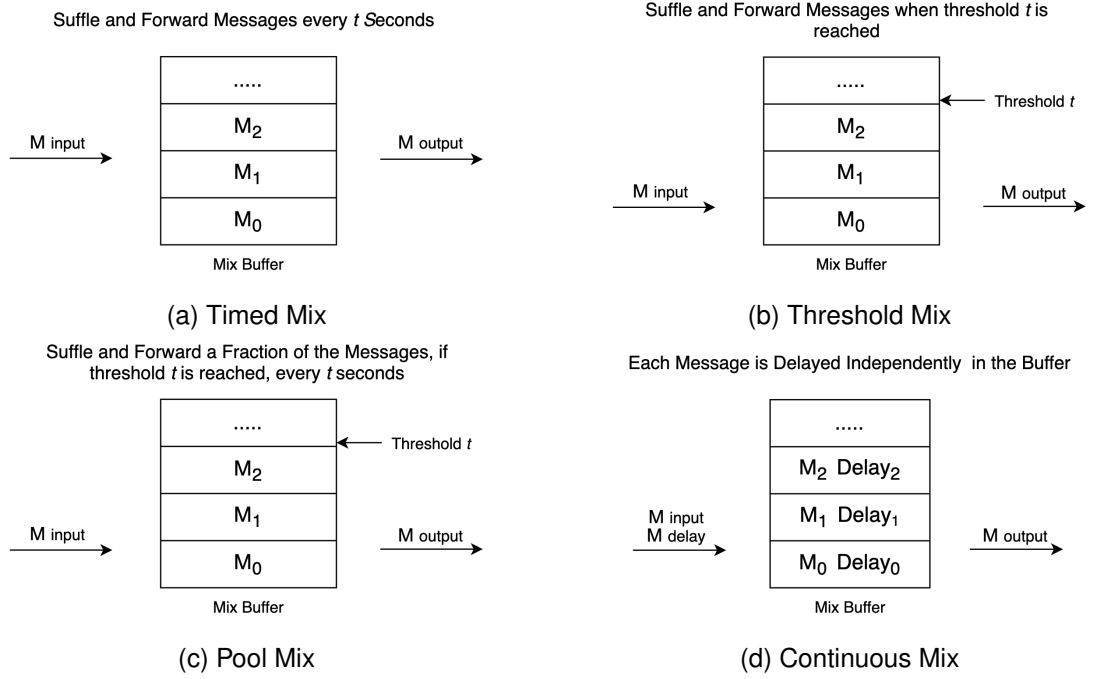 Suffle and Forward Messages every t Seconds
.....
M₂
M₁
M₀
M input
M output
Mix Buffer
(a) Timed Mix
Suffle and Forward Messages when threshold t is
reached
.....
Threshold t
M₂
M₁
M₀
M input
M output
Mix Buffer
(b) Threshold Mix
Suffle and Forward a Fraction of the Messages, if
threshold t is reached, every t seconds
.....
Threshold t
M₂
M₁
M₀
M input
M output
Mix Buffer
(c) Pool Mix
Each Message is Delayed Independently in the Buffer
.....
M₂ Delay₂
M₁ Delay₁
M₀ Delay₀
M input
M delay
M output
Mix Buffer
(d) Continuous Mix